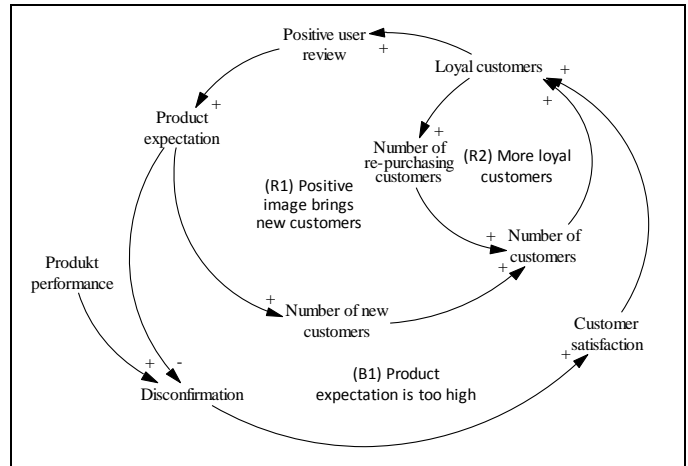 Positive user
review
+
Loyal customers
+
+
+
Product
expectation
+
Number of
re-purchasing
customers
(R2) More loyal
customers
(R1) Positive
image brings
new customers
+
Number of
customers
+
Produkt
performance
+
Number of new
customers
Customer
satisfaction
+
+
-
Disconfirmation
(B1) Product
expectation is too high